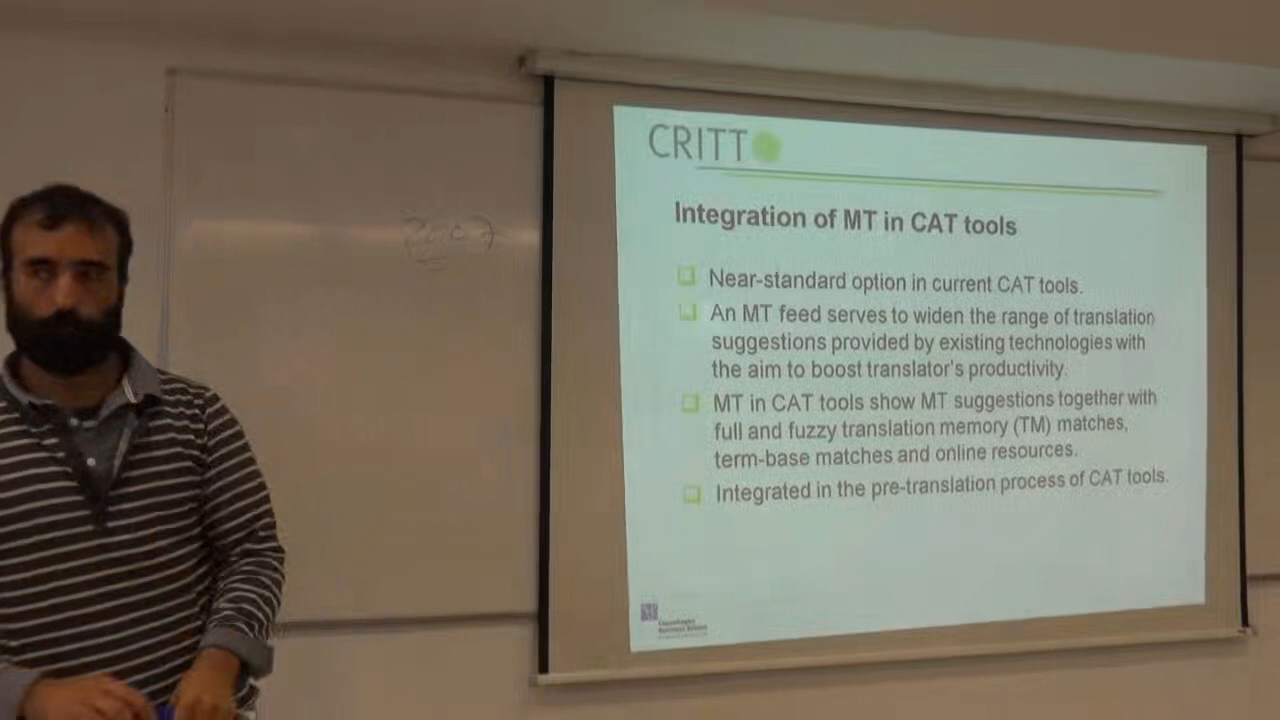 CRITT
Integration of MT in CAT tools
Near-standard option in current CAT tools.
An MT feed serves to widen the range of translation
suggestions provided by existing technologies with
the aim to boost translator's productivity.
MT in CAT tools show MT suggestions together with
full and fuzzy translation memory (TM) matches,
term-base matches and online resources.
Integrated in the pre-translation process of CAT tools.
Copenhagen
Business School